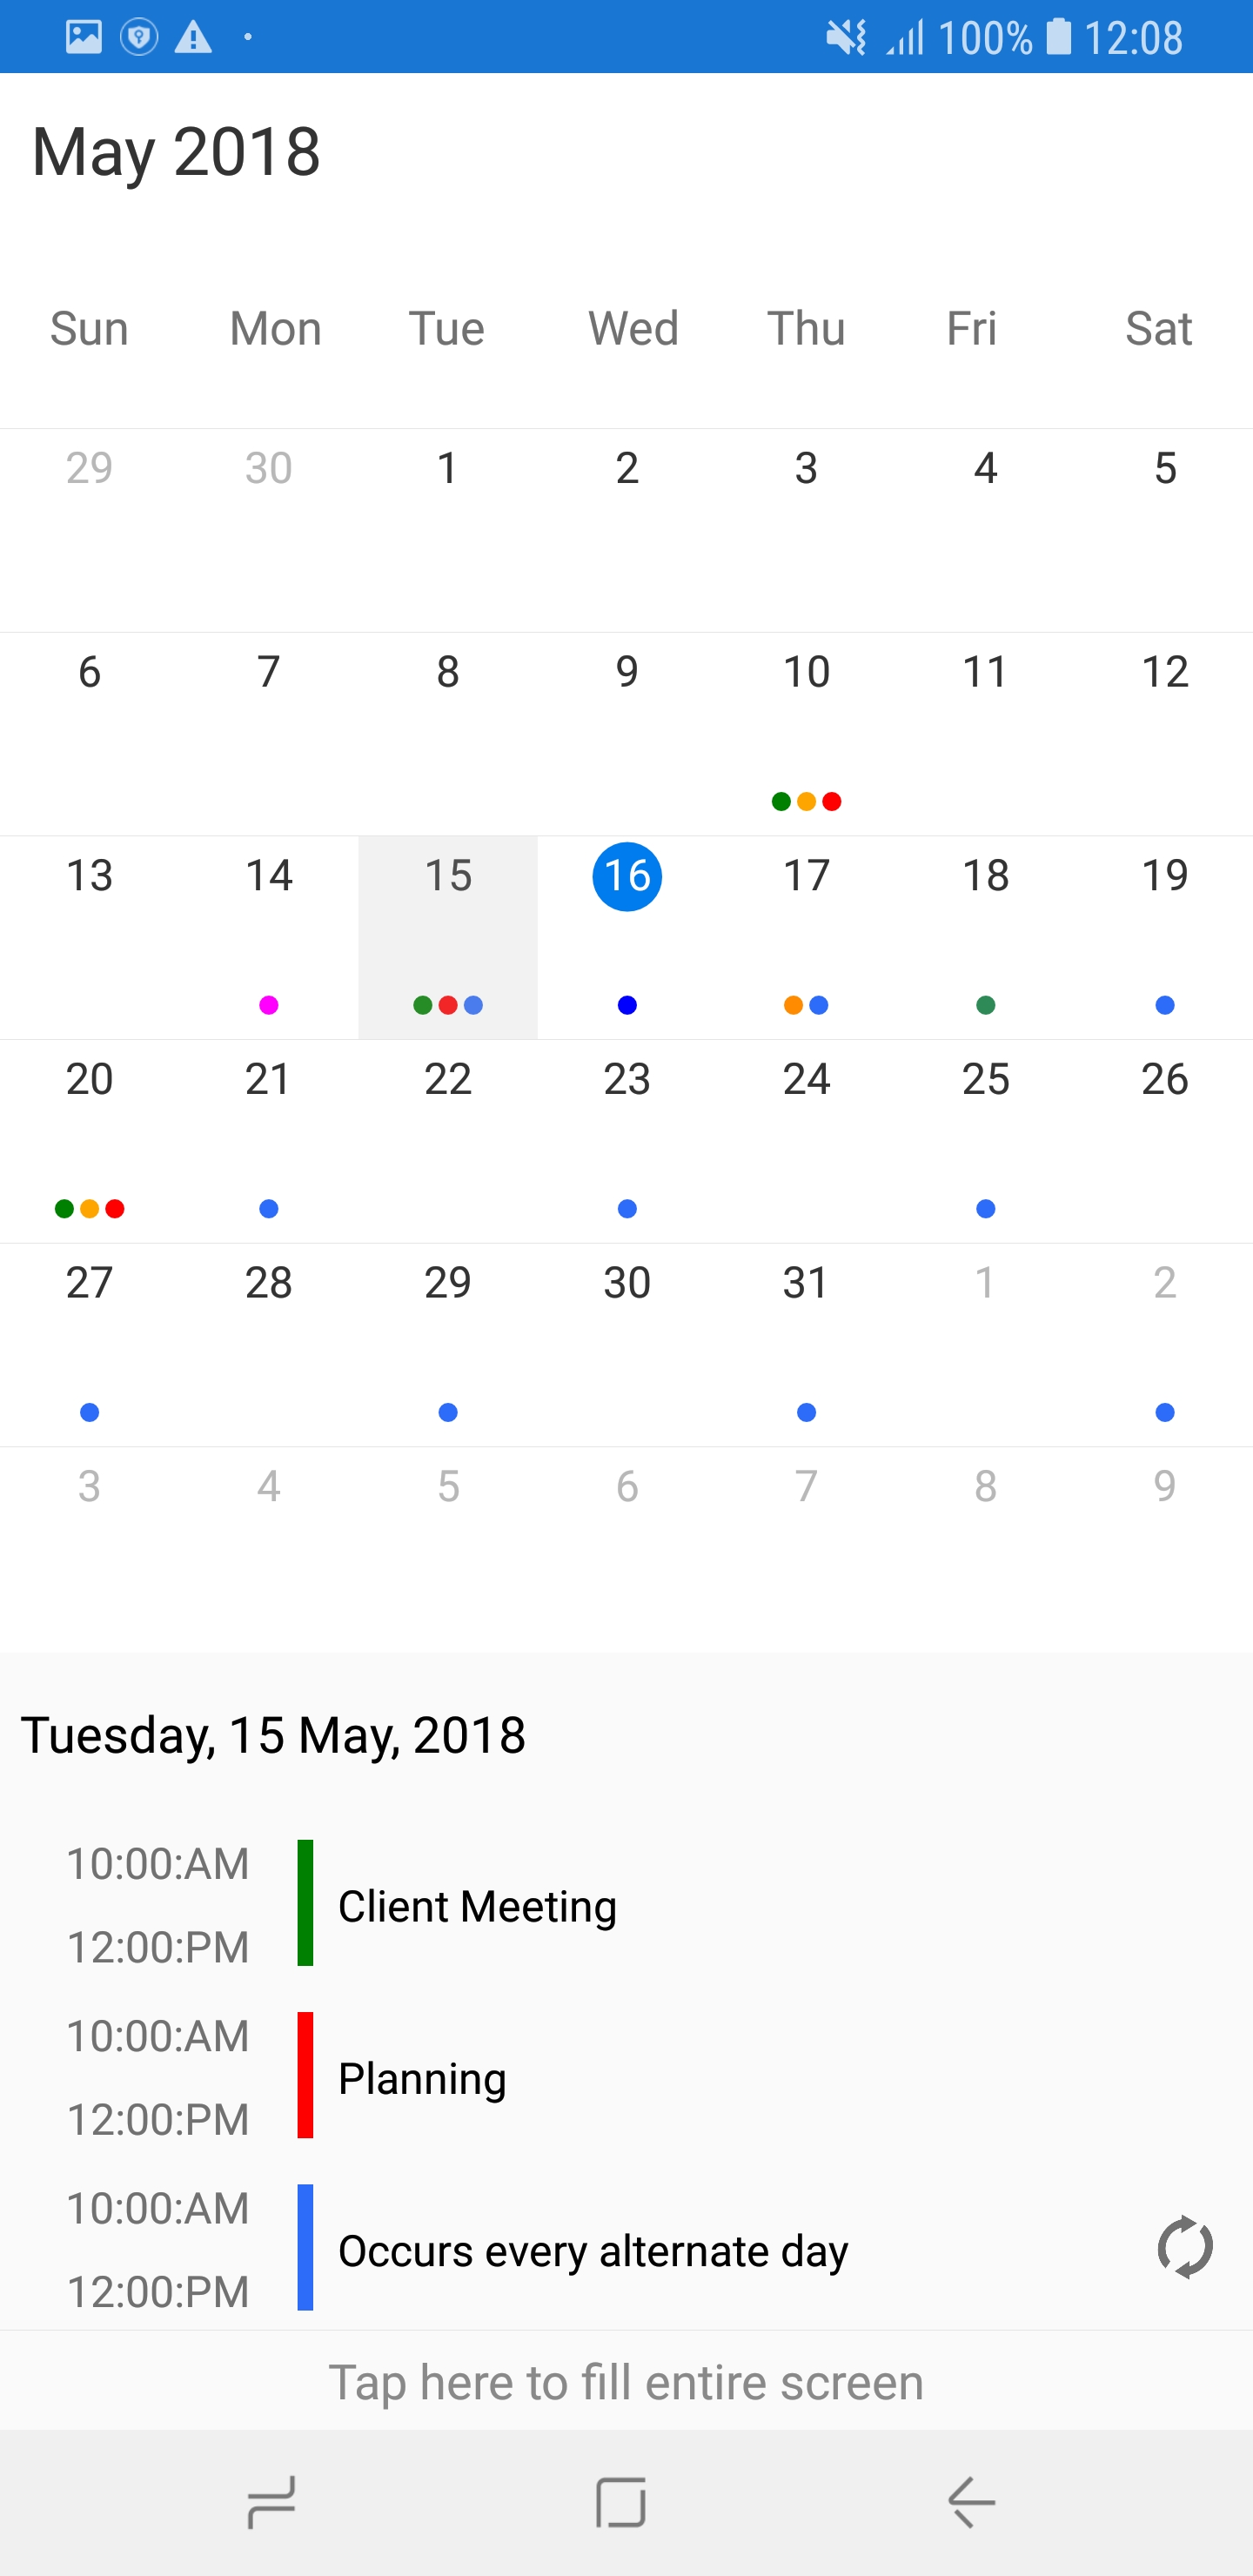 100% 12:08
May 2018
Sun Mon Tue Wed Thu Fri Sat
29 30 1 2 3 4 5
6 7 8 9 10 11 12
13 14 15 16 17 18 19
20 21 22 23 24 25 26
27 28 29 30 31 1 2
3 4 5 6 7 8 9
Tuesday, 15 May, 2018
10:00:AM
Client Meeting
12:00:PM
10:00:AM
Planning
12:00:PM
10:00:AM
Occurs every alternate day
12:00:PM
Tap here to fill entire screen